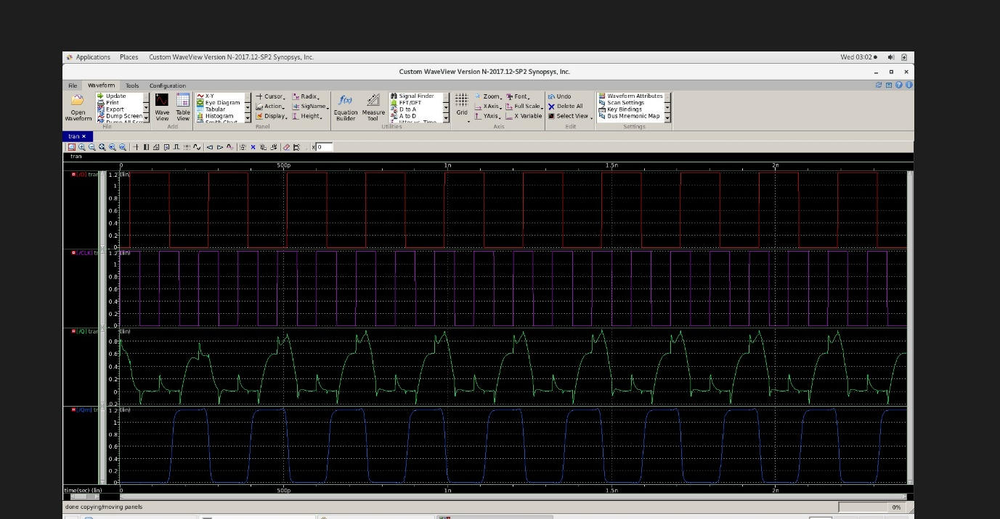 Applications Places Custom WaveView Version N-2017.12-SP2 Synopsys, Inc. Wed 03:02
Custom WaveView Version N-2017.12-SP2 Synopsys, Inc.
File Waveform Tools Configuration
Open Waveform
Update
Print
Export
Dump Screen
File
Wave View
Table View
Add
X-Y
Eye Diagram
Tabular
Histogram
Smith Chart
Cursor
Action
Display
Radix
SigName
Height
Panel
f(x)
Equation Builder
Measure Tool
Signal Finder
FFT/DFT
D to A
A to D
Jitter vs. Time
Utilities
Grid
Zoom
XAxis
YAxis
Font
Full Scale
X Variable
Axis
Undo
Delete All
Select View
Edit
Waveform Attributes
Scan Settings
Key Bindings
Bus Mnemonic Map
Settings
tran
x 0
tran
0 500p 1n 1.5n 2n
[/D] tran
1.2 (lin)
1
0.8
0.6
0.4
0.2
0
[/CLK] tr
1.2 (lin)
1
0.8
0.6
0.4
0.2
0
[/Q] tran
(lin)
0.8
0.6
0.4
0.2
0
0.2
[/Qm] tr
1.2 (lin)
1
0.8
0.6
0.4
0.2
0
time(sec) (lin) 0 500p 1n 1.5n 2n
done copying/moving panels 0%